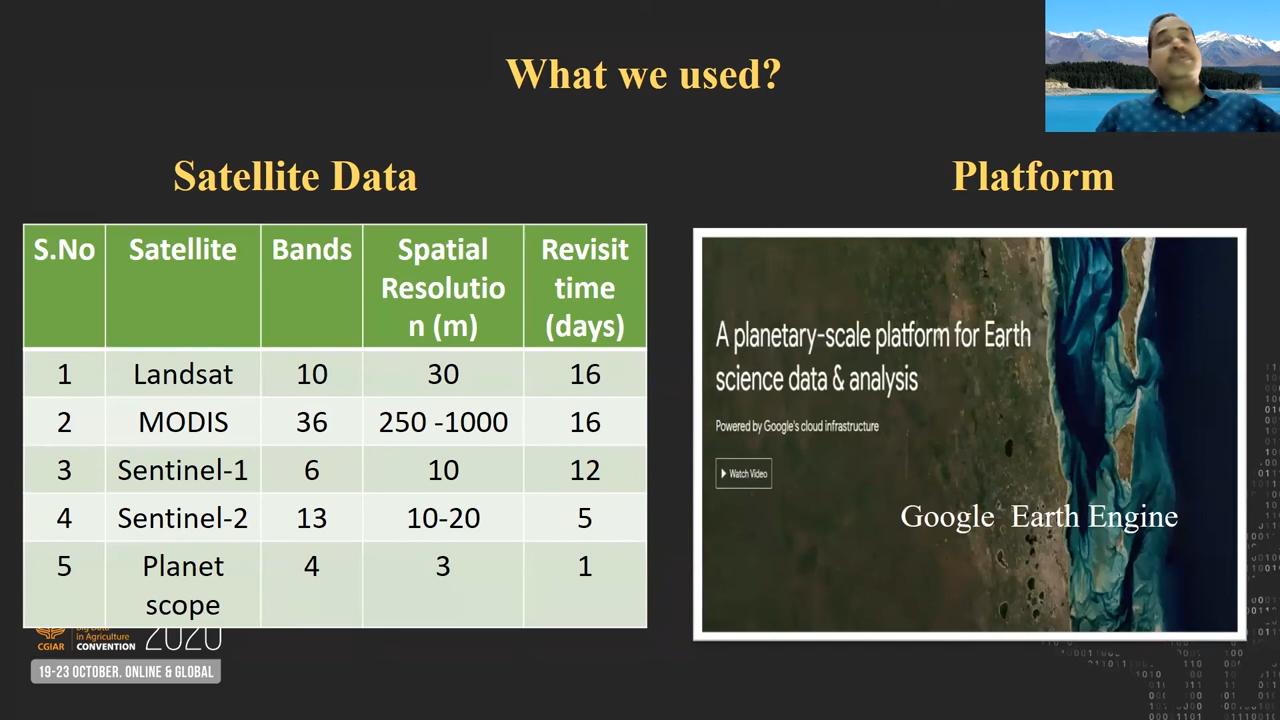 What we used?
Satellite Data
Platform
S.No Satellite Bands Spatial Resolutio n (m) Revisit time (days)
1 Landsat 10 30 16
2 MODIS 36 250 -1000 16
3 Sentinel-1 6 10 12
4 Sentinel-2 13 10-20 5
5 Planet scope 4 3 1
A planetary-scale platform for Earth
science data & analysis
Powered by Google's cloud infrastructure
Watch Video
Google Earth Engine
CGIAR
Big Data
in Agriculture
CONVENTION
2020
19-23 OCTOBER. ONLINE & GLOBAL